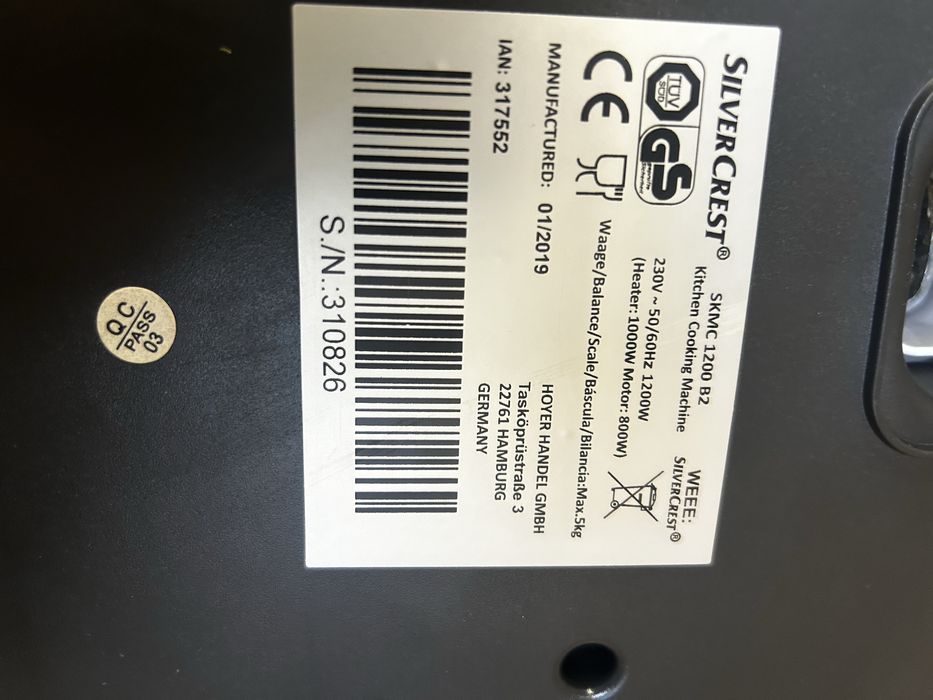 SILVERCREST®
SKMC 1200 B2
Kitchen Cooking Machine
230V ~ 50/60Hz 1200W
(Heater: 1000W Motor: 800W)
WEEE:
SILVERCREST®
TÜV
SÜD
GS
geprüfte
Sicherheit
CE
Waage/Balance/Scale/Báscula/Bilancia:Max.5kg
MANUFACTURED: 01/2019
IAN: 317552
HOYER HANDEL GMBH
Tasköprüstraße 3
22761 HAMBURG
GERMANY
S./N.:310826
QC
PASS
03